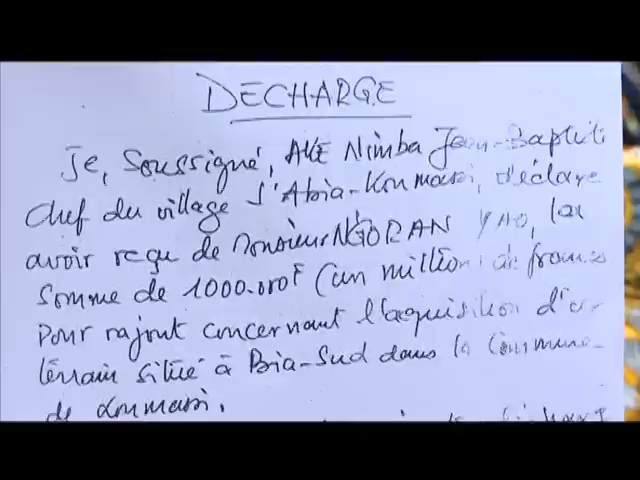 DECHARGE
Je, Soussigné, AKE Nimba Jean-Baptiste
Chef du village d'Abia-Koumassi, déclare
avoir reçu de Monsieur N'GORAN YAO, la
Somme de 1000.000F (un million de francs
Pour rajout concernant l'aquisition d'un
terrain situé à Bia-Sud dans la Commune
de Koumassi.